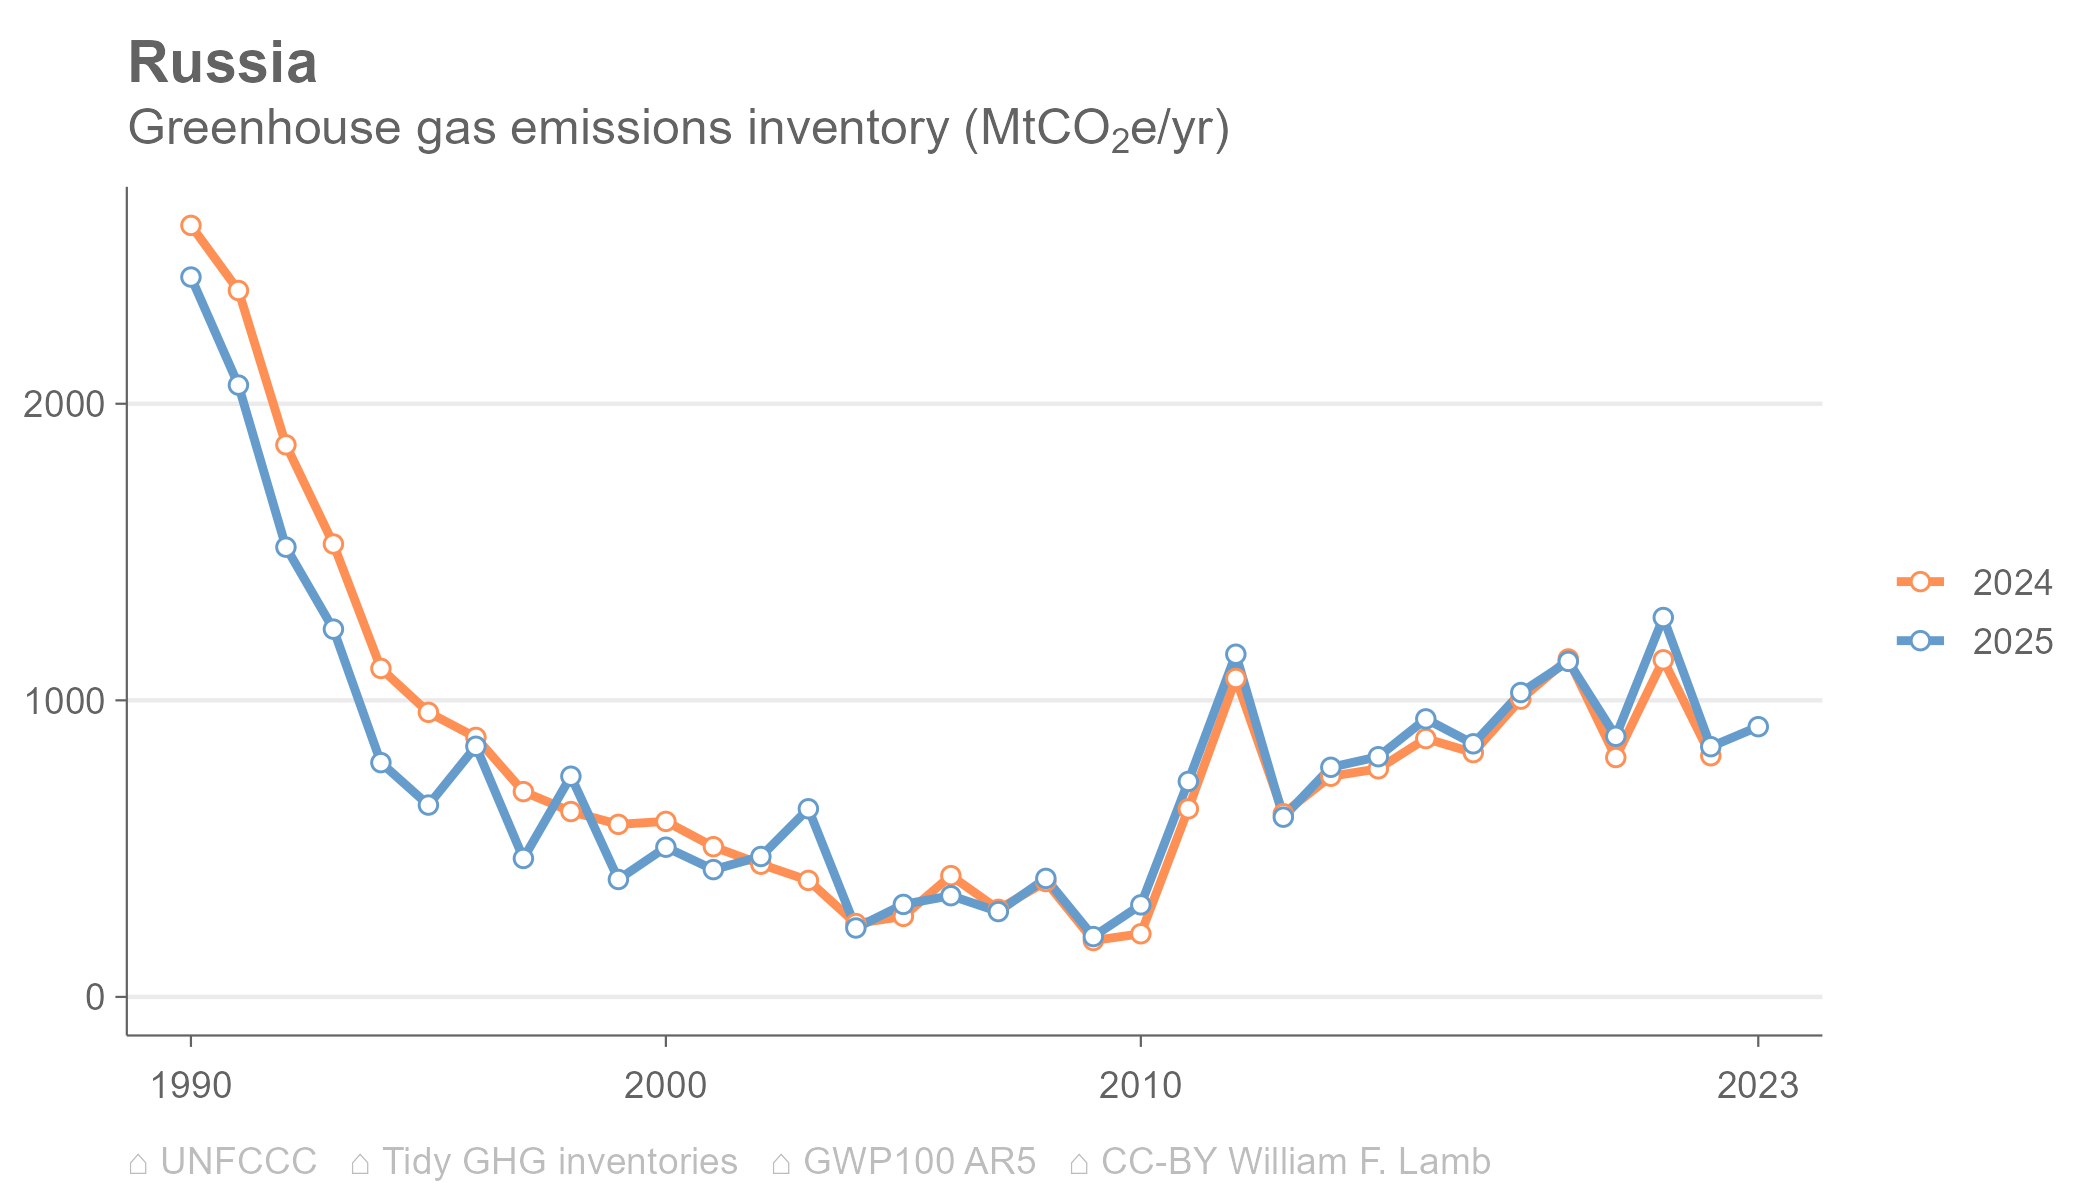 Russia
Greenhouse gas emissions inventory (MtCO₂e/yr)
2000
1000
0
1990 2000 2010 2023
2024
2025
⌂ UNFCCC ⌂ Tidy GHG inventories ⌂ GWP100 AR5 ⌂ CC-BY William F. Lamb